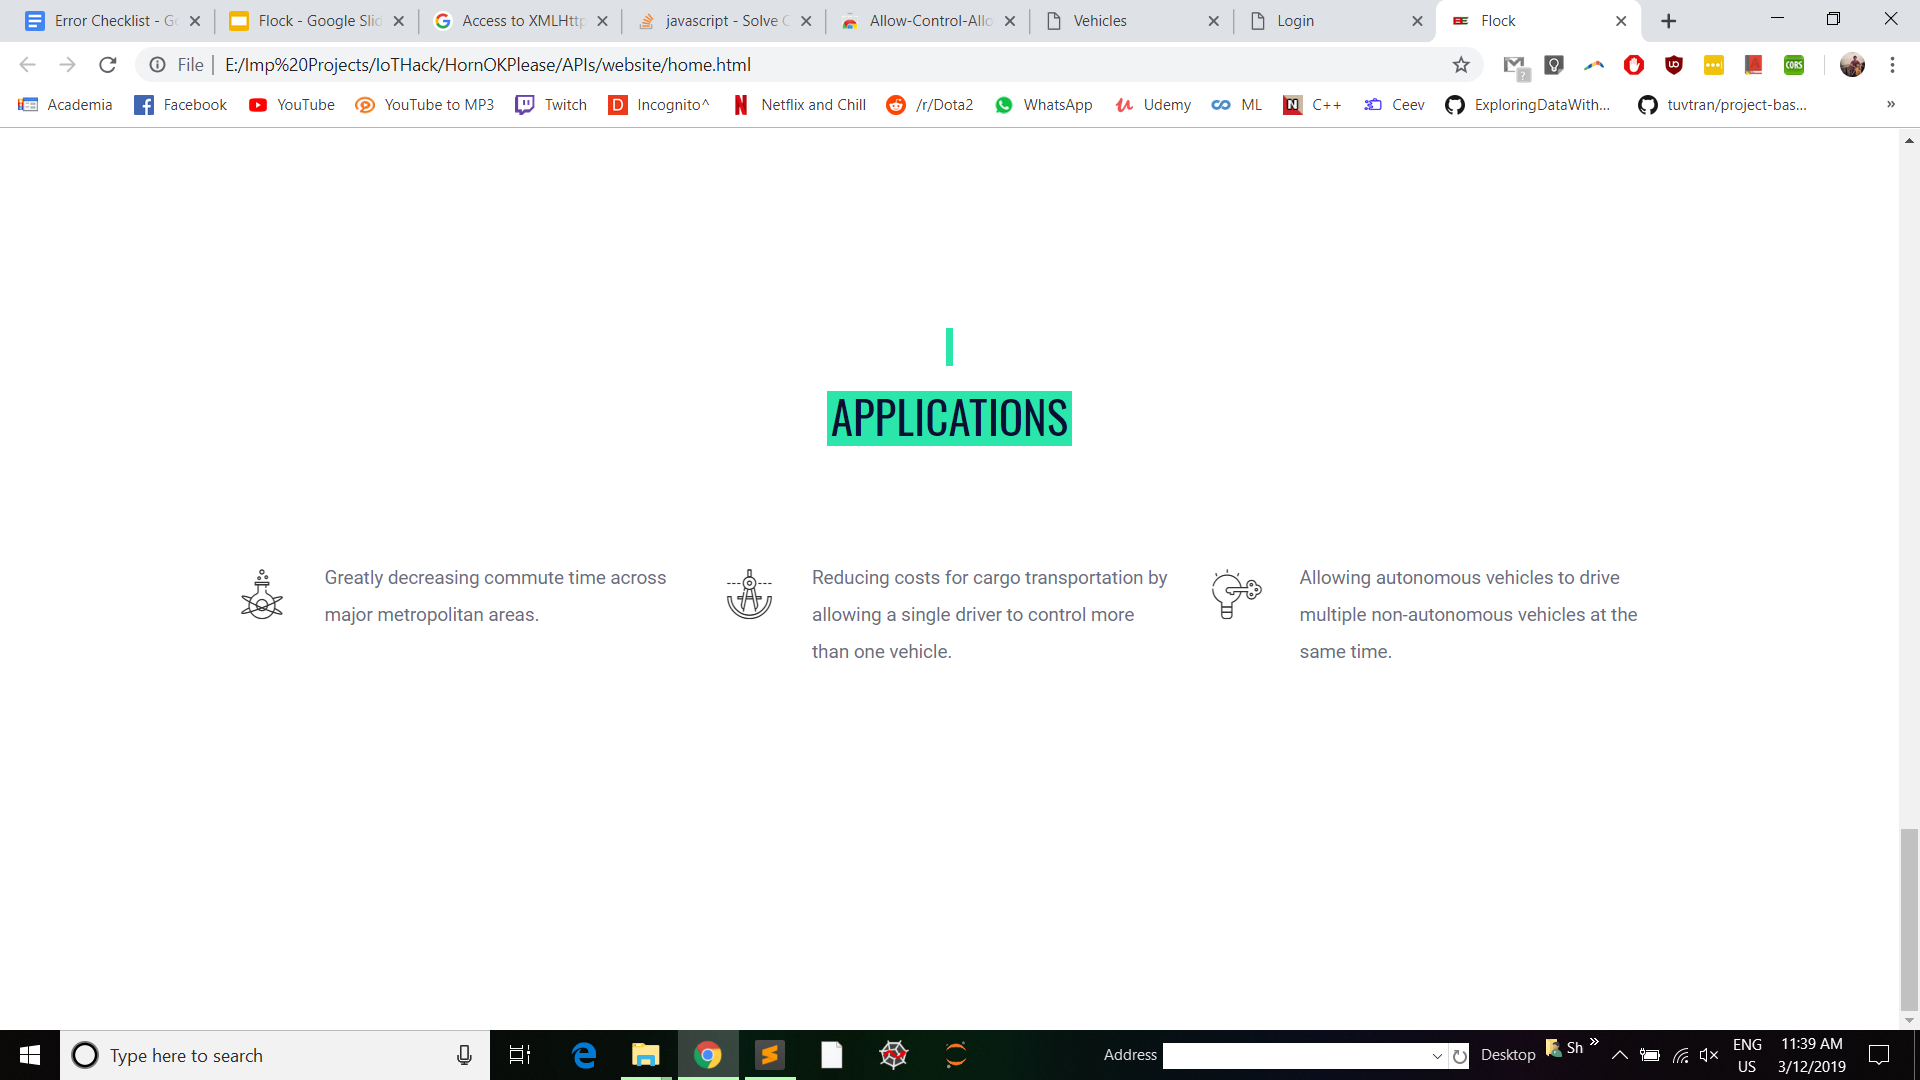 Error Checklist - Go
Flock - Google Slid
Access to XMLHttp
javascript - Solve C
Allow-Control-Allo
Vehicles
Login
Flock
File
E:/Imp%20Projects/IoTHack/HornOKPlease/APIs/website/home.html
CORS
Academia
Facebook
YouTube
YouTube to MP3
Twitch
Incognito^
Netflix and Chill
/r/Dota2
WhatsApp
Udemy
ML
C++
Ceev
ExploringDataWith...
tuvtran/project-bas...
»
APPLICATIONS
Greatly decreasing commute time across
major metropolitan areas.
Reducing costs for cargo transportation by
allowing a single driver to control more
than one vehicle.
Allowing autonomous vehicles to drive
multiple non-autonomous vehicles at the
same time.
Type here to search
Address
Desktop
Sh
»
ENG
US
11:39 AM
3/12/2019